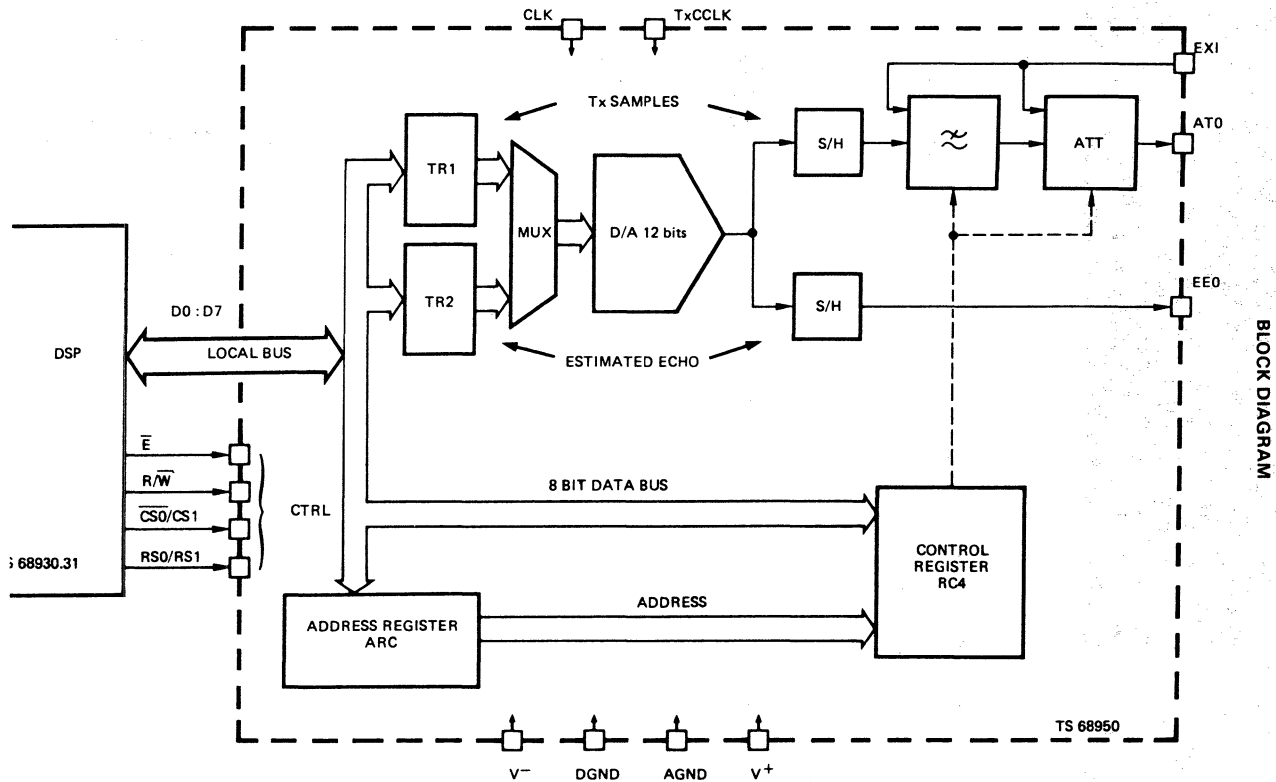 CLK
TxCCLK
EXI
Tx SAMPLES
TR1
S/H
ATT
AT0
MUX
D/A 12 bits
TR2
S/H
EE0
D0 : D7
DSP
LOCAL BUS
ESTIMATED ECHO
BLOCK DIAGRAM
E̅
R/W̅
C̅S̅0̅/CS1
RS0/RS1
CTRL
8 BIT DATA BUS
68930.31
CONTROL
REGISTER
RC4
ADDRESS
ADDRESS REGISTER
ARC
TS 68950
V−
DGND
AGND
V+